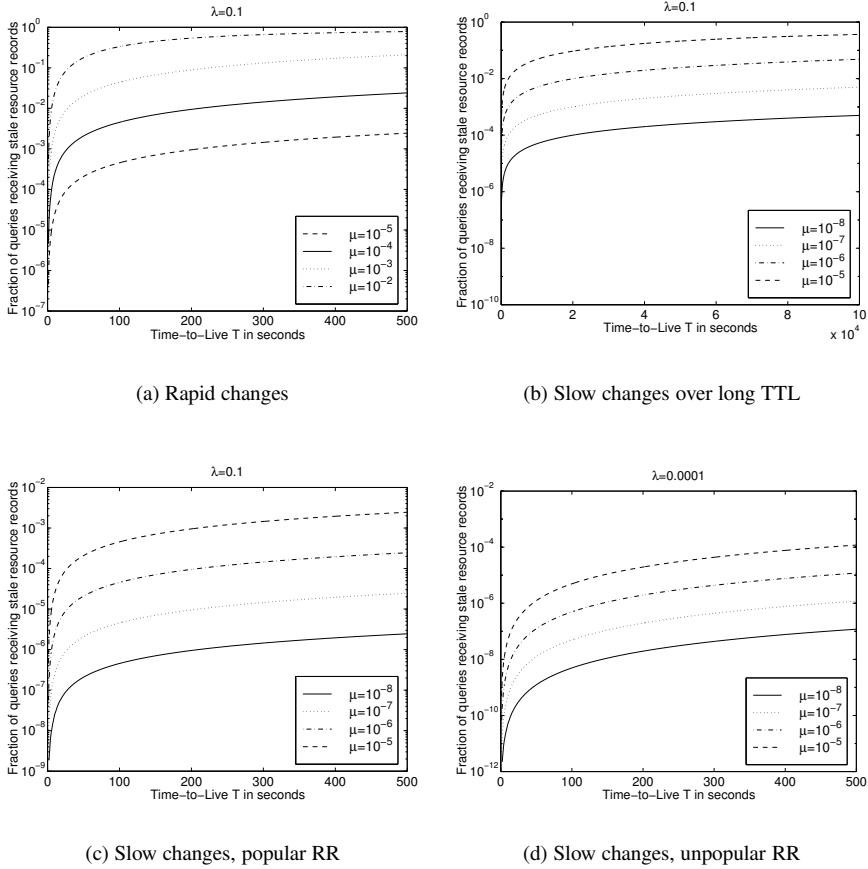 λ=0.1
Fraction of queries receiving stale resource records
10⁰
10⁻¹
10⁻²
10⁻³
10⁻⁴
10⁻⁵
10⁻⁶
10⁻⁷
μ=10⁻⁵
μ=10⁻⁴
μ=10⁻³
μ=10⁻²
0 100 200 300 400 500
Time−to−Live T in seconds
(a) Rapid changes
λ=0.1
Fraction of queries receiving stale resource records
10⁰
10⁻²
10⁻⁴
10⁻⁶
10⁻⁸
10⁻¹⁰
μ=10⁻⁸
μ=10⁻⁷
μ=10⁻⁶
μ=10⁻⁵
0 2 4 6 8 10
Time−to−Live T in seconds
x 10⁴
(b) Slow changes over long TTL
λ=0.1
Fraction of queries receiving stale resource records
10⁻²
10⁻³
10⁻⁴
10⁻⁵
10⁻⁶
10⁻⁷
10⁻⁸
10⁻⁹
μ=10⁻⁸
μ=10⁻⁷
μ=10⁻⁶
μ=10⁻⁵
0 100 200 300 400 500
Time−to−Live T in seconds
(c) Slow changes, popular RR
λ=0.0001
Fraction of queries receiving stale resource records
10⁻²
10⁻⁴
10⁻⁶
10⁻⁸
10⁻¹⁰
10⁻¹²
μ=10⁻⁸
μ=10⁻⁷
μ=10⁻⁶
μ=10⁻⁵
0 100 200 300 400 500
Time−to−Live T in seconds
(d) Slow changes, unpopular RR